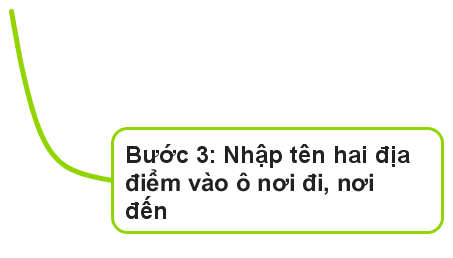 Bước 3: Nhập tên hai địa
điểm vào ô nơi đi, nơi
đến